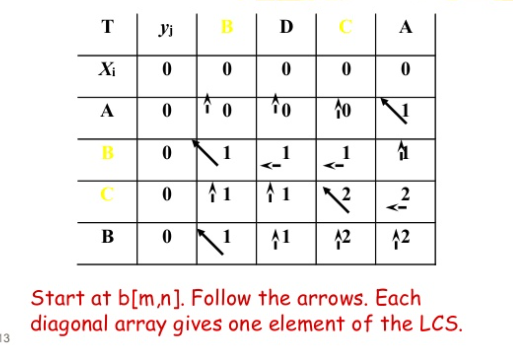 T yj B D C A
Xi 0 0 0 0 0
A 0 0 0 0 1
B 0 1 1 1 1
C 0 1 1 2 2
B 0 1 1 2 2
Start at b[m,n]. Follow the arrows. Each
diagonal array gives one element of the LCS.
13